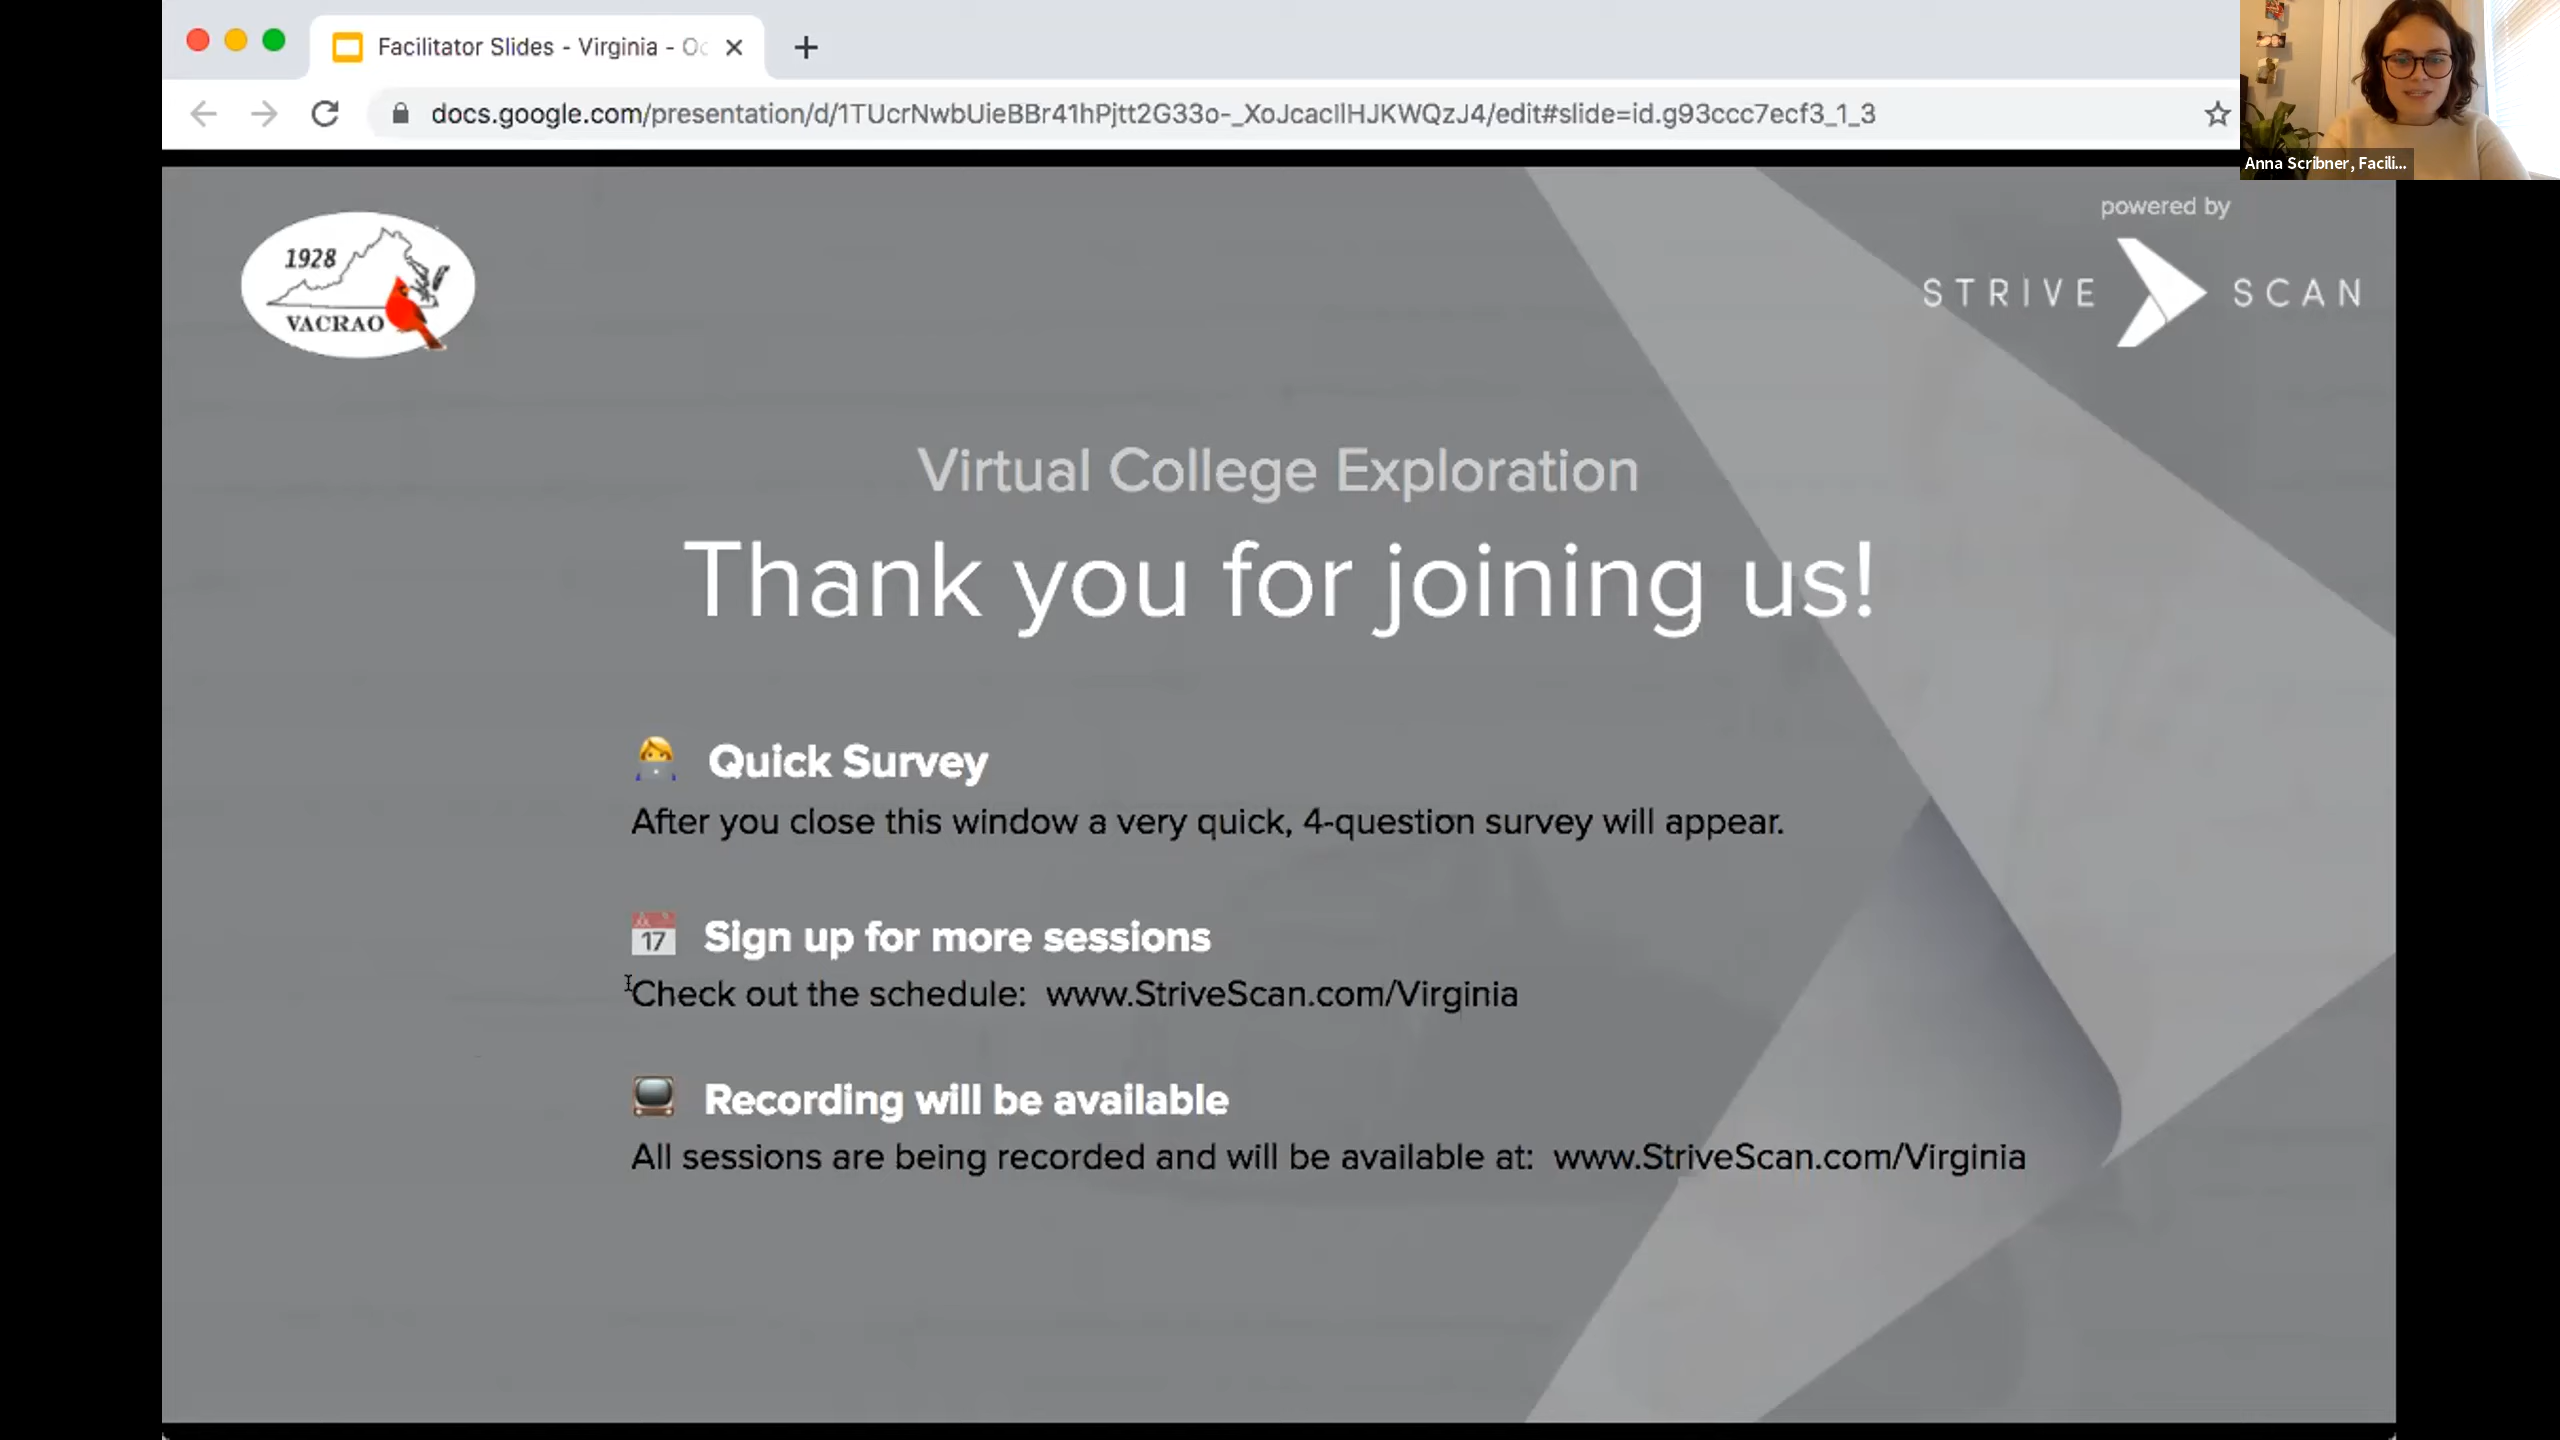 Facilitator Slides - Virginia - Oc
docs.google.com/presentation/d/1TUcrNwbUieBBr41hPjtt2G33o-_XoJcacIlHJKWQzJ4/edit#slide=id.g93ccc7ecf3_1_3
Anna Scribner, Facili...
1928
VACRAO
powered by
STRIVE SCAN
Virtual College Exploration
Thank you for joining us!
Quick Survey
After you close this window a very quick, 4-question survey will appear.
17
Sign up for more sessions
Check out the schedule: www.StriveScan.com/Virginia
Recording will be available
All sessions are being recorded and will be available at: www.StriveScan.com/Virginia